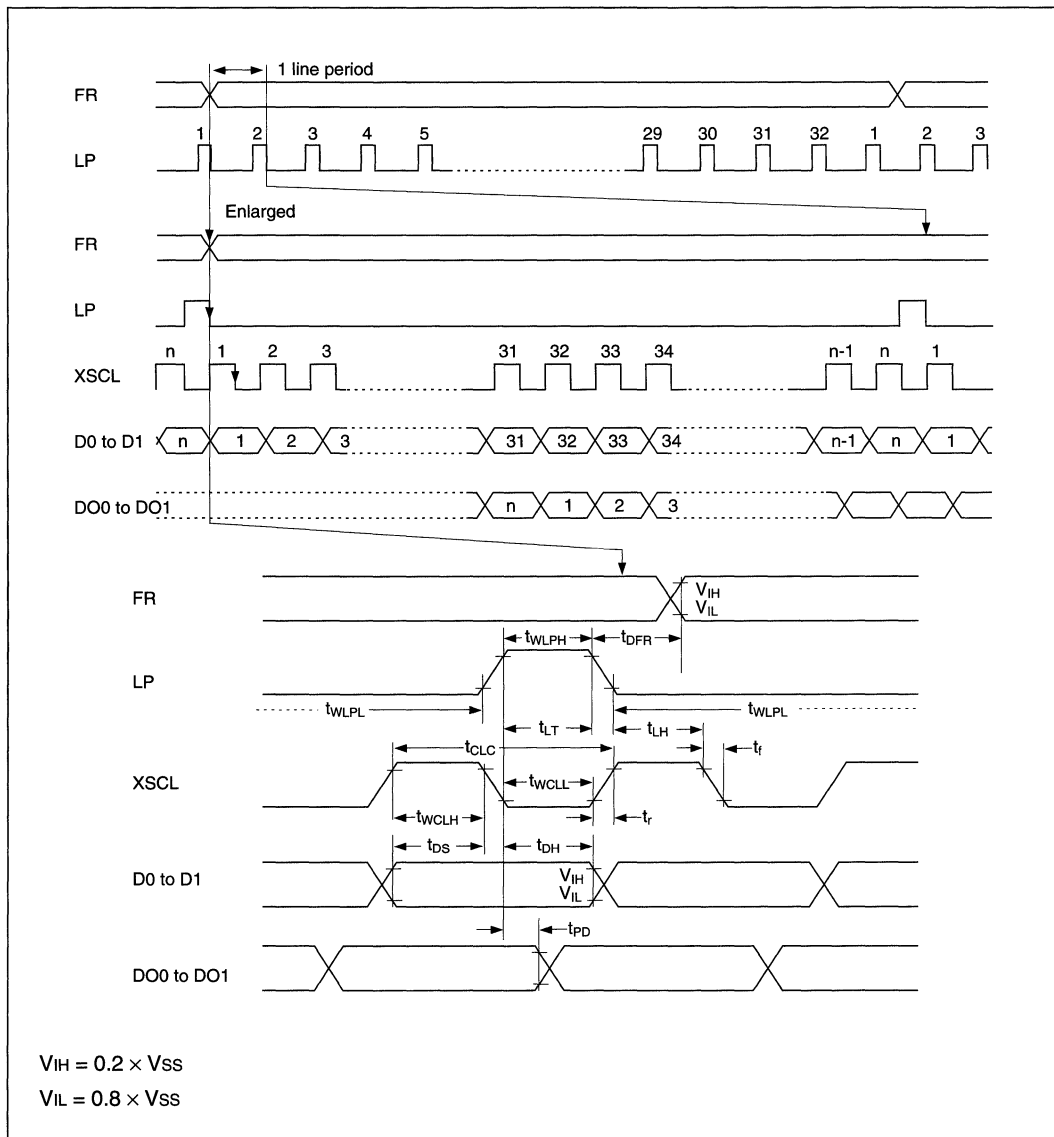 1 line period
FR
1 2 3 4 5 29 30 31 32 1 2 3
LP
Enlarged
FR
LP
n 1 2 3 31 32 33 34 n-1 n 1
XSCL
D0 to D1 n 1 2 3 31 32 33 34 n-1 n 1
DO0 to DO1 n 1 2 3
FR
VIH
VIL
tWLPH tDFR
LP
tWLPL tWLPL
tLT tLH
tCLC tf
XSCL tWCLL
tWCLH tr
tDS tDH
D0 to D1 VIH
VIL
tPD
DO0 to DO1
VIH = 0.2 × VSS
VIL = 0.8 × VSS